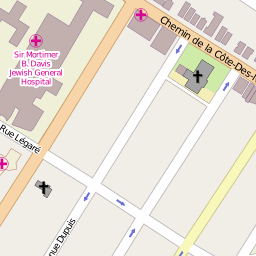 Chemin de la Côte-Des-
Sir Mortimer
B. Davis
Jewish General
Hospital
Rue Légaré
nue Dupuis